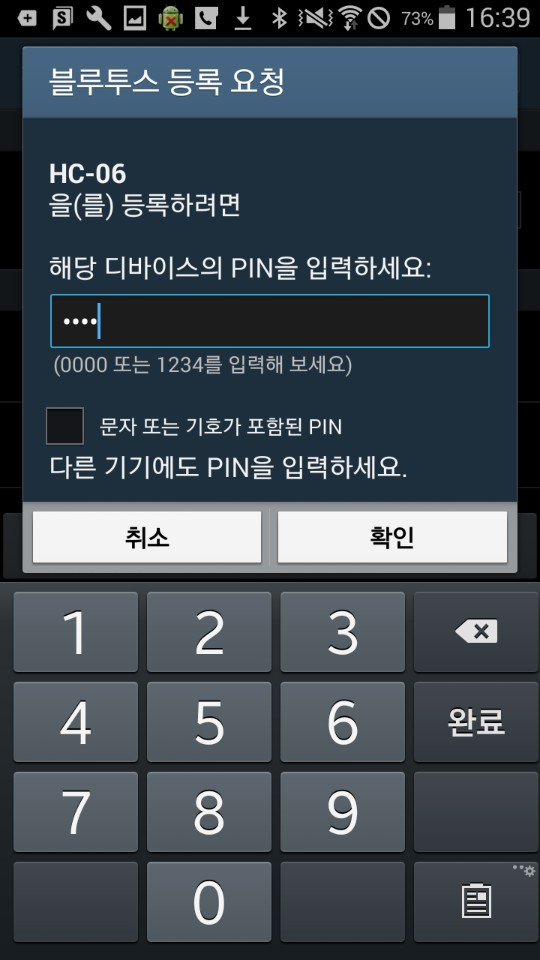 73% 16:39
블루투스 등록 요청
HC-06
을(를) 등록하려면
해당 디바이스의 PIN을 입력하세요:
••••
(0000 또는 1234를 입력해 보세요)
문자 또는 기호가 포함된 PIN
다른 기기에도 PIN을 입력하세요.
취소 확인
1 2 3
4 5 6 완료
7 8 9
0